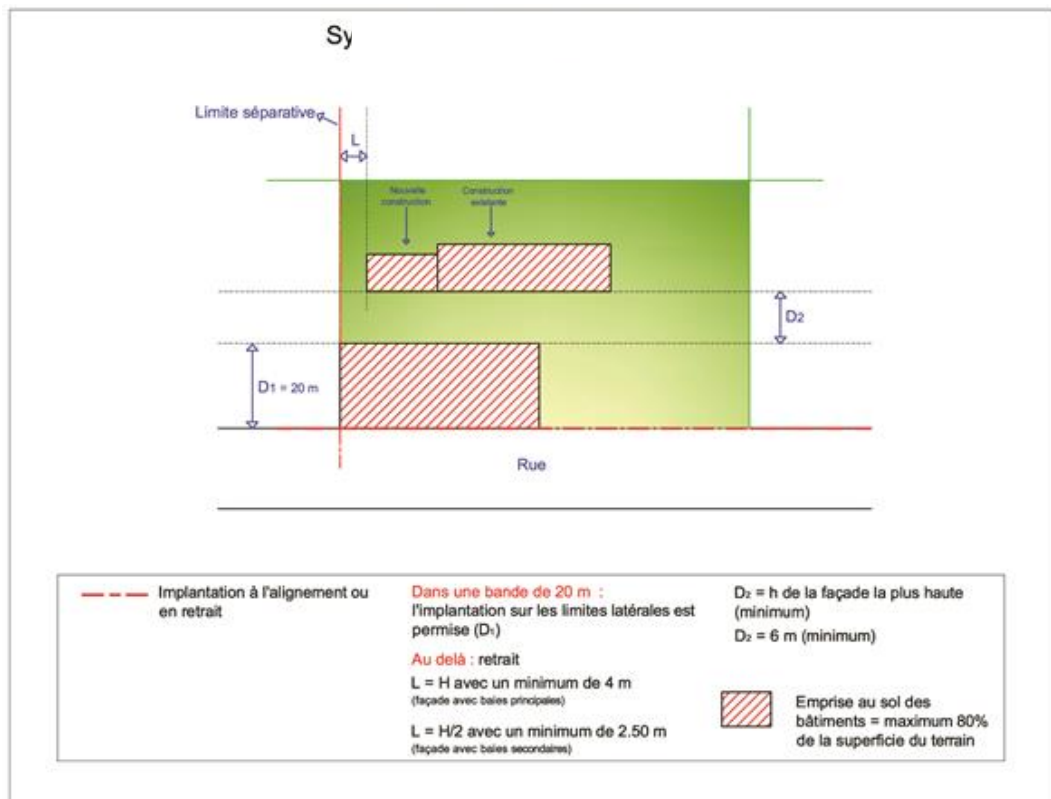 Sy
Limite séparative
L
Nouvelle
construction
Construction
existante
D2
D1 = 20 m
Rue
Implantation à l'alignement ou
en retrait
Dans une bande de 20 m :
l'implantation sur les limites latérales est
permise (D1)
Au delà : retrait
L = H avec un minimum de 4 m
(façade avec baies principales)
L = H/2 avec un minimum de 2.50 m
(façade avec baies secondaires)
D2 = h de la façade la plus haute
(minimum)
D2 = 6 m (minimum)
Emprise au sol des
bâtiments = maximum 80%
de la superficie du terrain